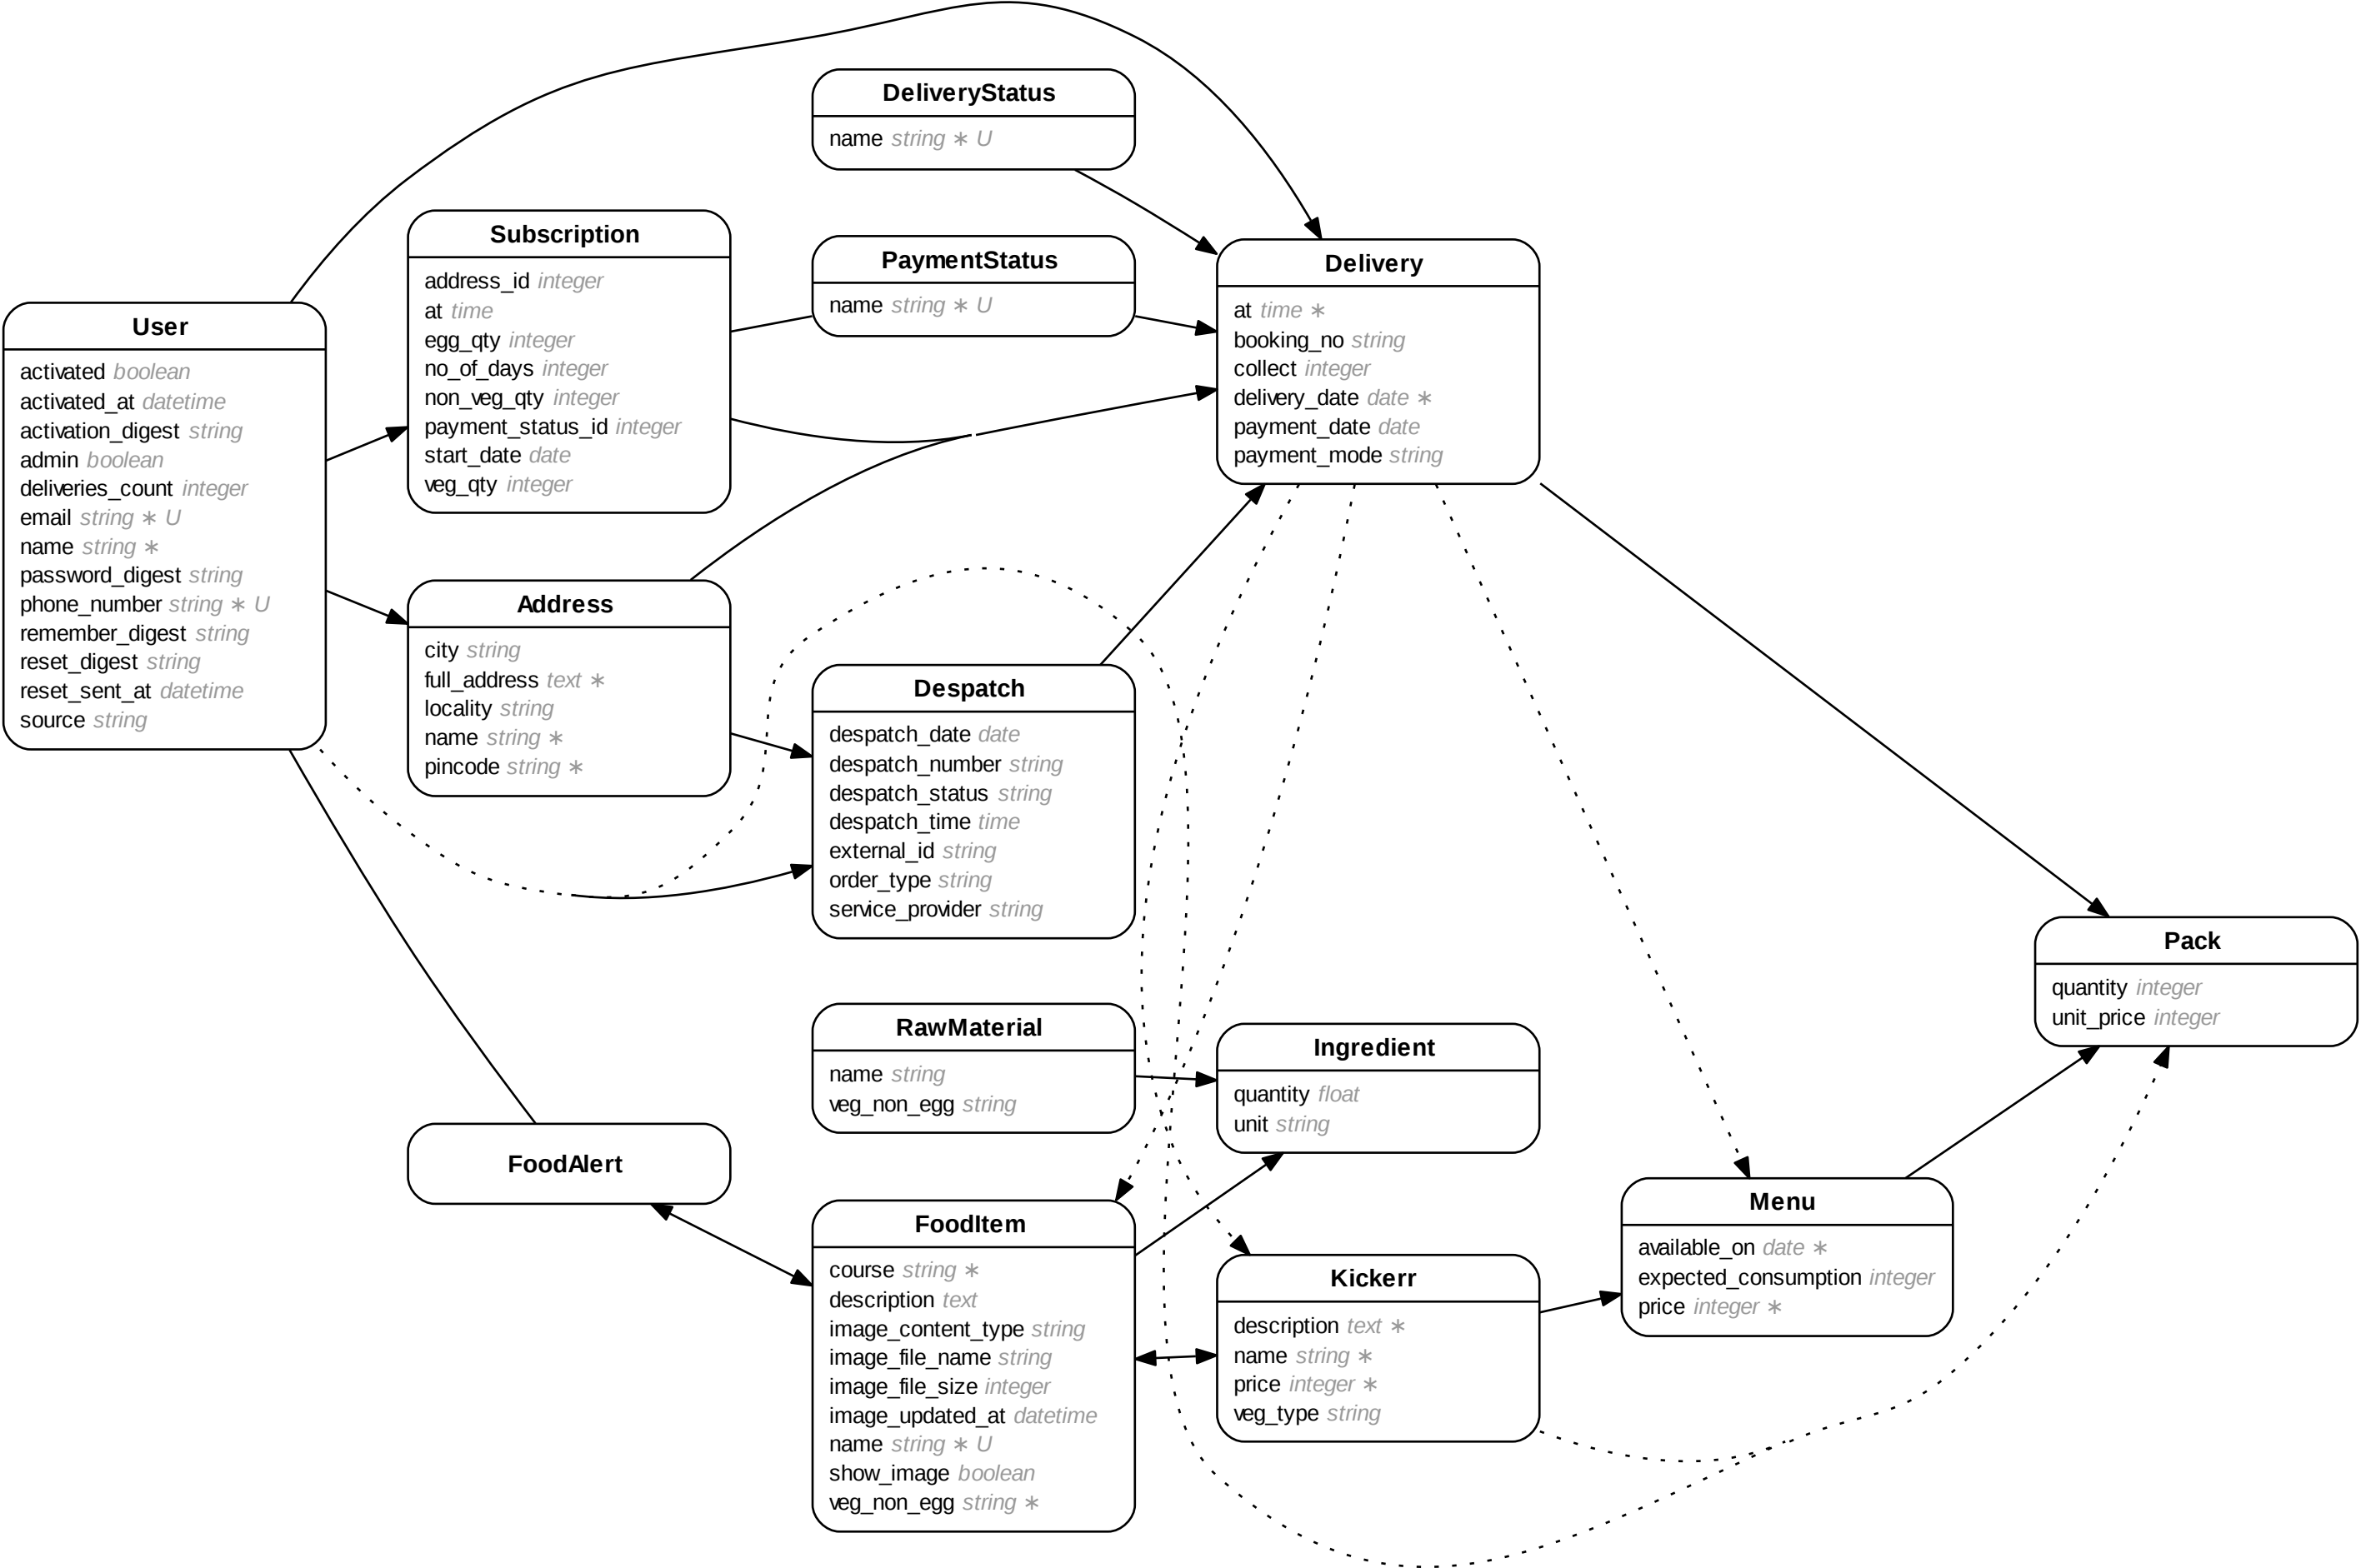 User
activated boolean
activated_at datetime
activation_digest string
admin boolean
deliveries_count integer
email string ∗ U
name string ∗
password_digest string
phone_number string ∗ U
remember_digest string
reset_digest string
reset_sent_at datetime
source string
Subscription
address_id integer
at time
egg_qty integer
no_of_days integer
non_veg_qty integer
payment_status_id integer
start_date date
veg_qty integer
Address
city string
full_address text ∗
locality string
name string ∗
pincode string ∗
FoodAlert
DeliveryStatus
name string ∗ U
PaymentStatus
name string ∗ U
Despatch
despatch_date date
despatch_number string
despatch_status string
despatch_time time
external_id string
order_type string
service_provider string
RawMaterial
name string
veg_non_egg string
FoodItem
course string ∗
description text
image_content_type string
image_file_name string
image_file_size integer
image_updated_at datetime
name string ∗ U
show_image boolean
veg_non_egg string ∗
Delivery
at time ∗
booking_no string
collect integer
delivery_date date ∗
payment_date date
payment_mode string
Ingredient
quantity float
unit string
Kickerr
description text ∗
name string ∗
price integer ∗
veg_type string
Menu
available_on date ∗
expected_consumption integer
price integer ∗
Pack
quantity integer
unit_price integer